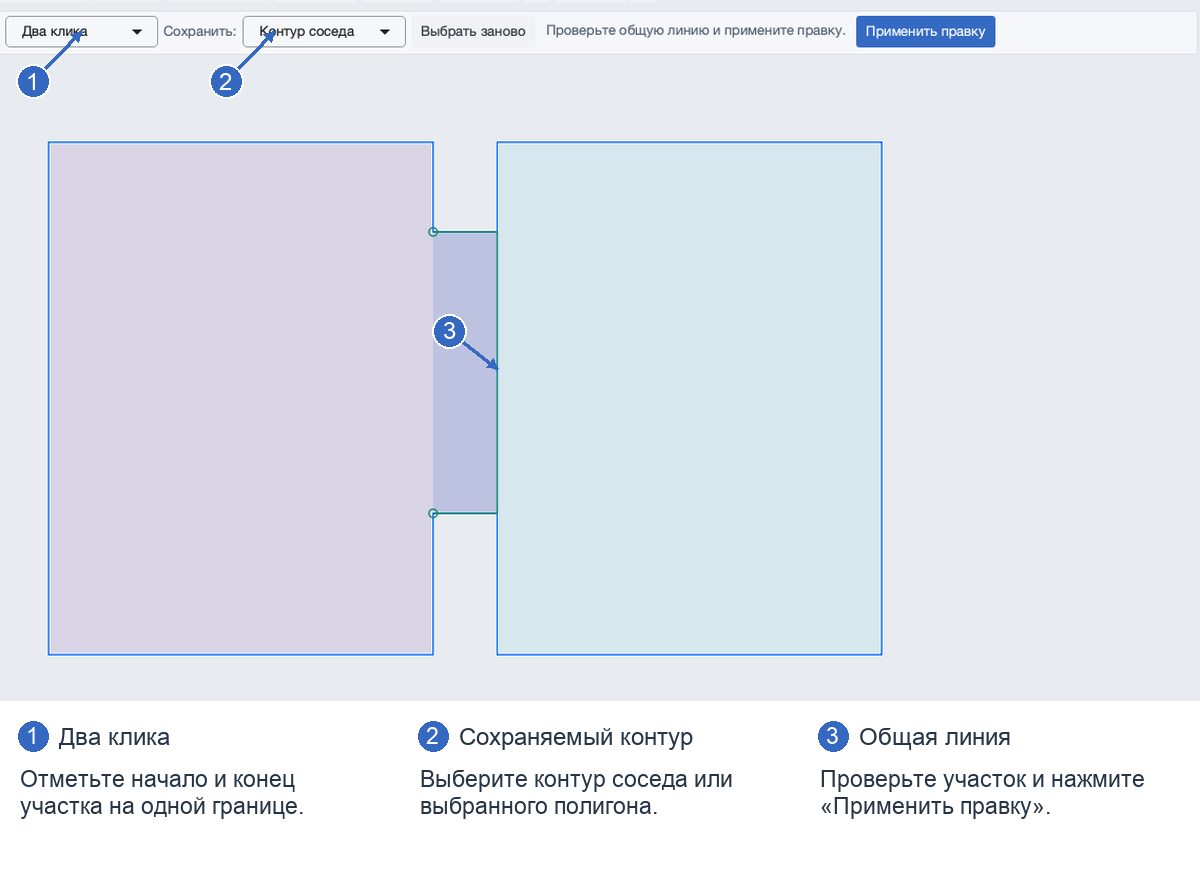 Два клика
Сохранить:
Контур соседа
Выбрать заново
Проверьте общую линию и примените правку.
Применить правку
1
2
3
1 Два клика
Отметьте начало и конец
участка на одной границе.
2 Сохраняемый контур
Выберите контур соседа или
выбранного полигона.
3 Общая линия
Проверьте участок и нажмите
«Применить правку».